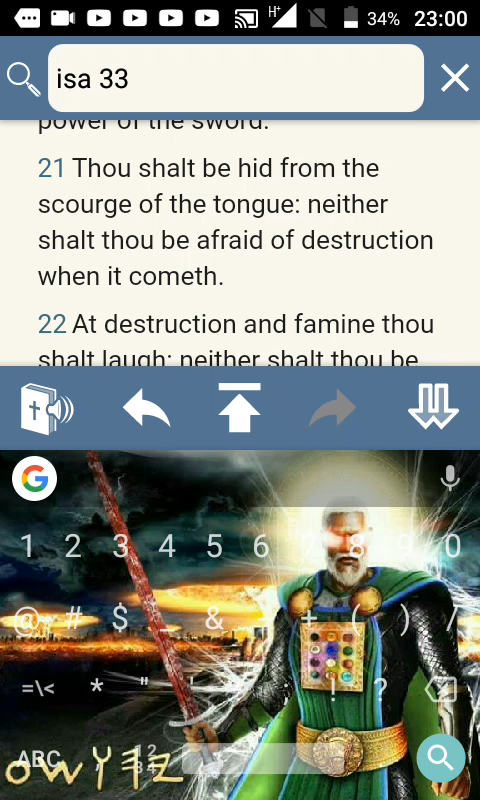 H+ 34% 23:00
isa 33
power of the sword.
21 Thou shalt be hid from the
scourge of the tongue: neither
shalt thou be afraid of destruction
when it cometh.
22 At destruction and famine thou
shalt laugh: neither shalt thou be
G
1 2 3 4 5 6 7 8 9 0
@ # $ _ & + ( ) /
=\< * " ' ! ?
ABC , 12
34